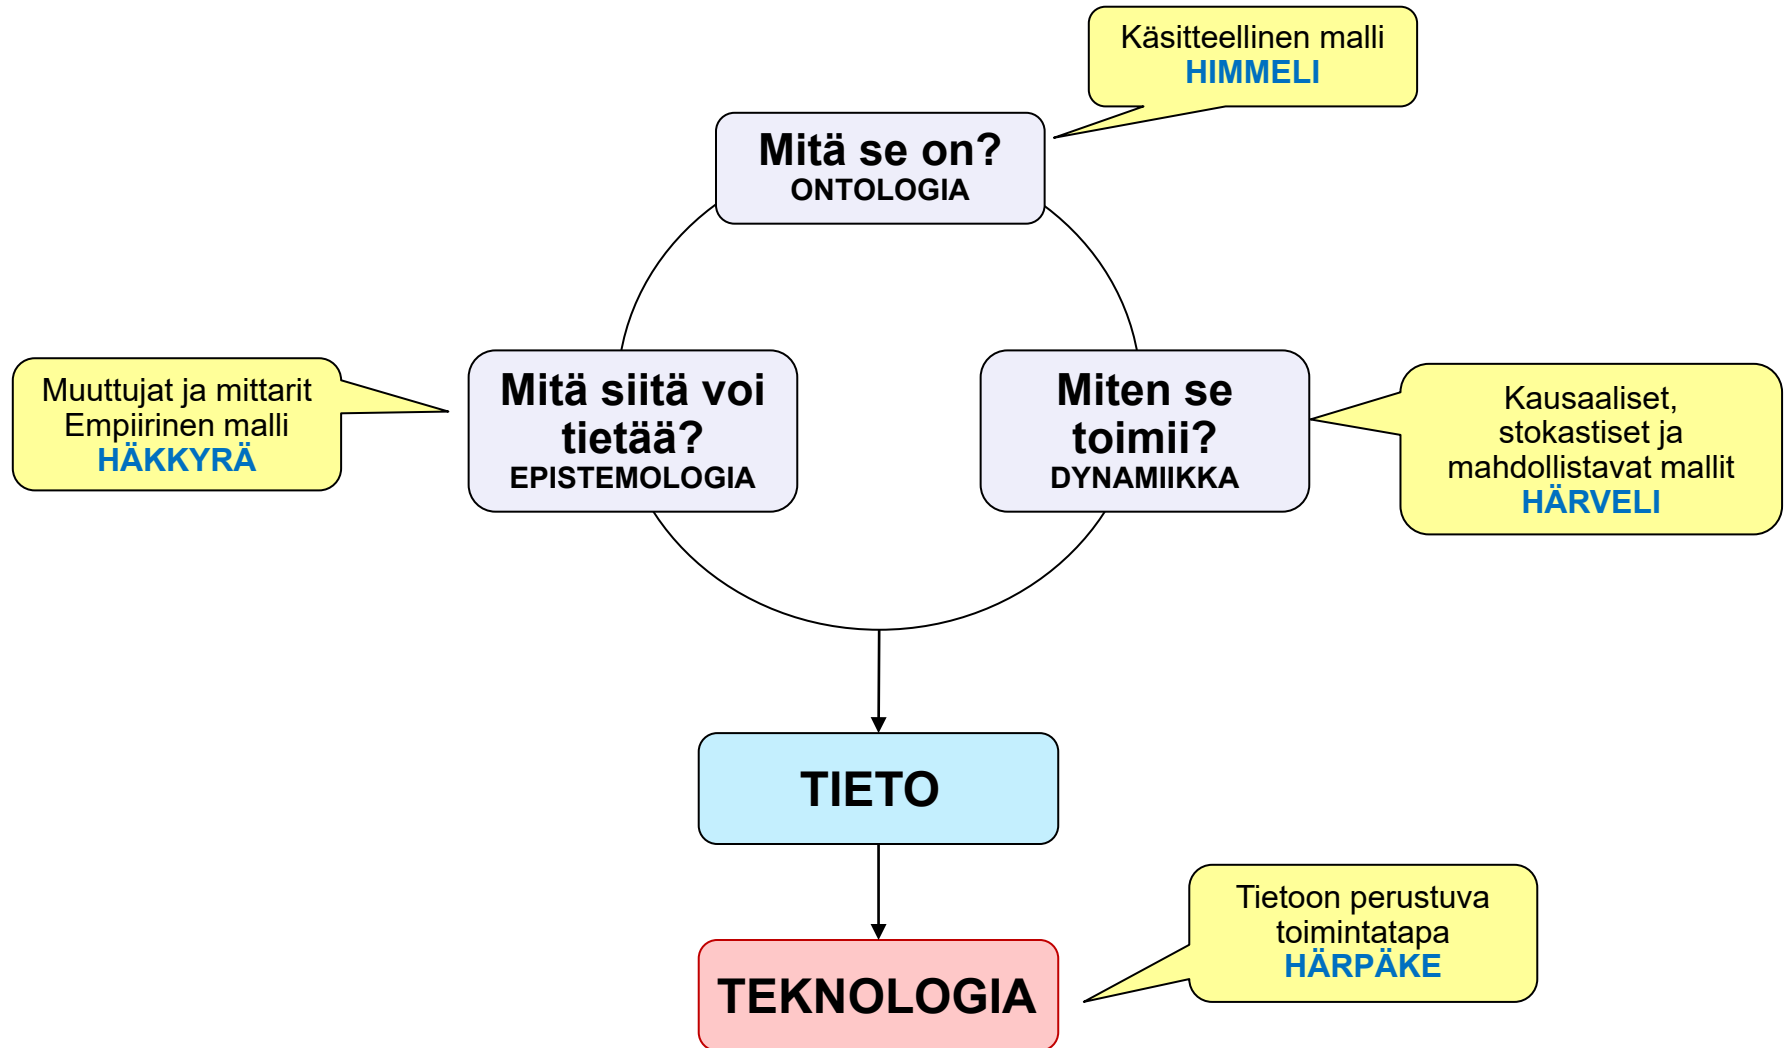 Käsitteellinen malli
HIMMELI
Mitä se on?
ONTOLOGIA
Muuttujat ja mittarit
Empiirinen malli
HÄKKYRÄ
Mitä siitä voi
tietää?
EPISTEMOLOGIA
Miten se
toimii?
DYNAMIIKKA
Kausaaliset,
stokastiset ja
mahdollistavat mallit
HÄRVELI
TIETO
Tietoon perustuva
toimintatapa
HÄRPÄKE
TEKNOLOGIA